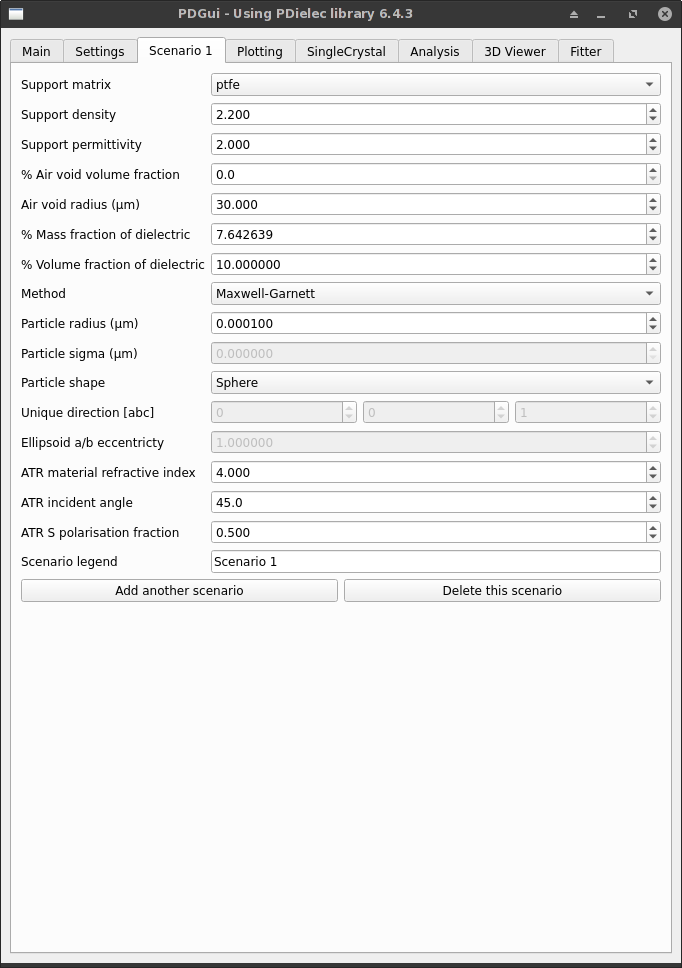 PDGui - Using PDielec library 6.4.3
Main Settings Scenario 1 Plotting SingleCrystal Analysis 3D Viewer Fitter
Support matrix ptfe
Support density 2.200
Support permittivity 2.000
% Air void volume fraction 0.0
Air void radius (μm) 30.000
% Mass fraction of dielectric 7.642639
% Volume fraction of dielectric 10.000000
Method Maxwell-Garnett
Particle radius (μm) 0.000100
Particle sigma (μm) 0.000000
Particle shape Sphere
Unique direction [abc] 0 0 1
Ellipsoid a/b eccentricty 1.000000
ATR material refractive index 4.000
ATR incident angle 45.0
ATR S polarisation fraction 0.500
Scenario legend Scenario 1
Add another scenario Delete this scenario